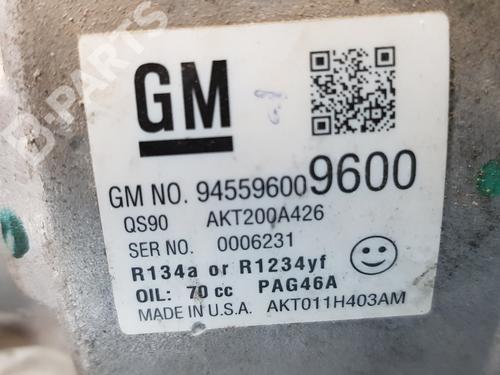 B-PARTS
GM
GM NO. 94559600 9600
QS90 AKT200A426
SER NO. 0006231
R134a or R1234yf
OIL: 70 cc PAG46A
MADE IN U.S.A. AKT011H403AM